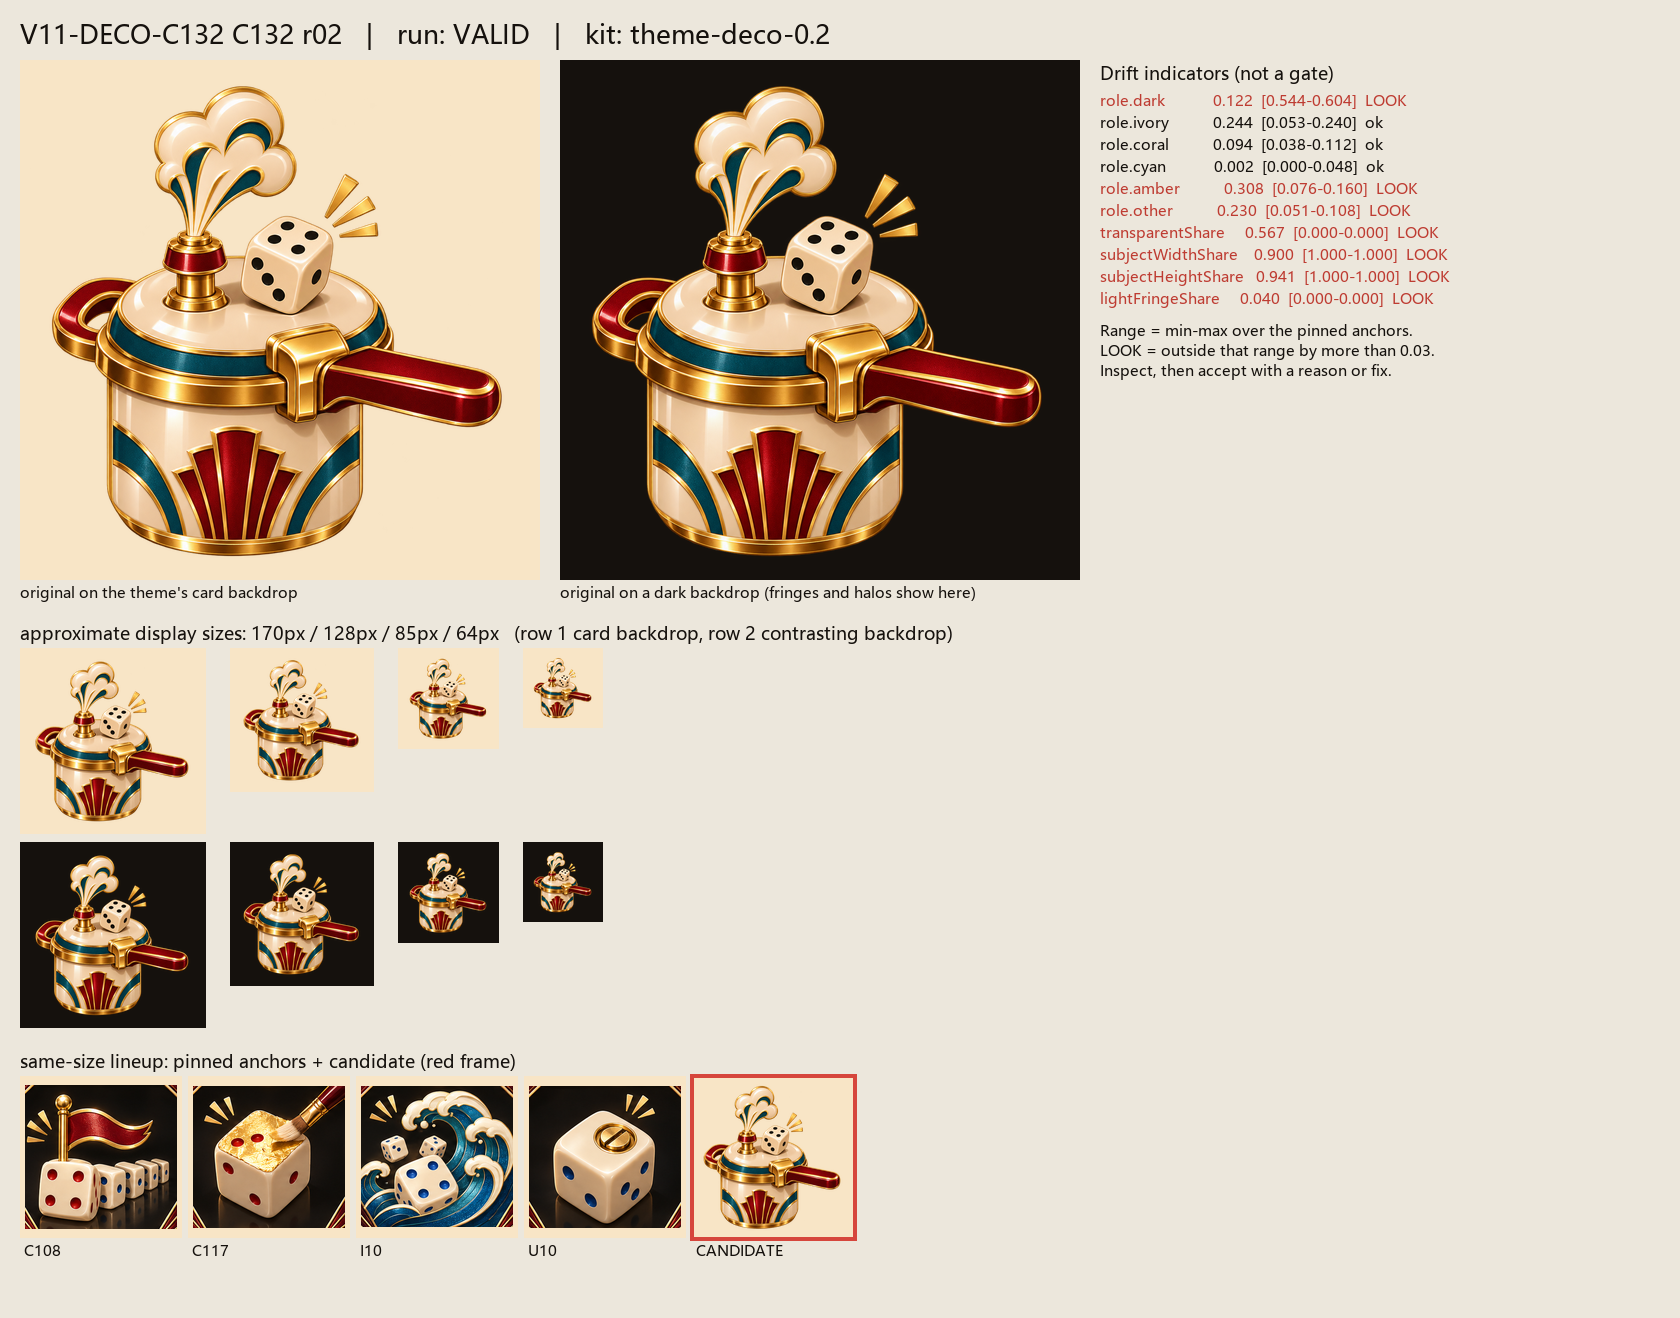 V11-DECO-C132 C132 r02 | run: VALID | kit: theme-deco-0.2
Drift indicators (not a gate)
role.dark 0.122 [0.544-0.604] LOOK
role.ivory 0.244 [0.053-0.240] ok
role.coral 0.094 [0.038-0.112] ok
role.cyan 0.002 [0.000-0.048] ok
role.amber 0.308 [0.076-0.160] LOOK
role.other 0.230 [0.051-0.108] LOOK
transparentShare 0.567 [0.000-0.000] LOOK
subjectWidthShare 0.900 [1.000-1.000] LOOK
subjectHeightShare 0.941 [1.000-1.000] LOOK
lightFringeShare 0.040 [0.000-0.000] LOOK
Range = min-max over the pinned anchors.
LOOK = outside that range by more than 0.03.
Inspect, then accept with a reason or fix.
original on the theme's card backdrop
original on a dark backdrop (fringes and halos show here)
approximate display sizes: 170px / 128px / 85px / 64px (row 1 card backdrop, row 2 contrasting backdrop)
same-size lineup: pinned anchors + candidate (red frame)
C108
C117
I10
U10
CANDIDATE